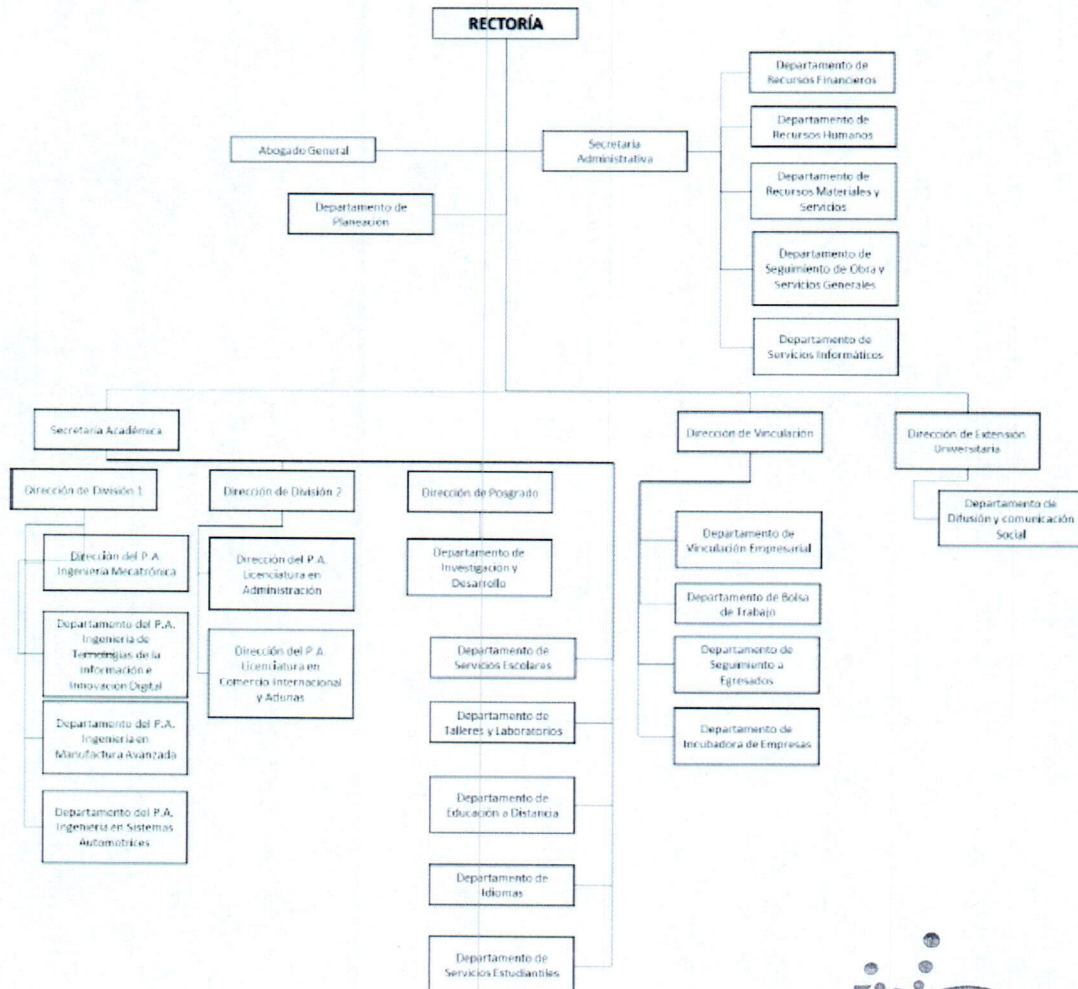 RECTORÍA
Departamento de
Recursos Financieros
Departamento de
Recursos Humanos
Abogado General
Secretaría
Administrativa
Departamento de
Recursos Materiales y
Servicios
Departamento de
Planeación
Departamento de
Seguimiento de Obra y
Servicios Generales
Departamento de
Servicios Informáticos
Secretaría Académica
Dirección de Vinculación
Dirección de Extensión
Universitaria
Dirección de División 1
Dirección de División 2
Dirección de Posgrado
Departamento de
Difusión y comunicación
Social
Dirección del P.A.
Ingeniería Mecatrónica
Departamento del P.A.
Ingeniería de
Tecnologías de la
Información e
Innovación Digital
Departamento del P.A.
Ingeniería en
Manufactura Avanzada
Departamento del P.A.
Ingeniería en Sistemas
Automotrices
Dirección del P.A.
Licenciatura en
Administración
Dirección del P.A.
Licenciatura en
Comercio Internacional
y Adunas
Departamento de
Investigación y
Desarrollo
Departamento de
Servicios Escolares
Departamento de
Talleres y Laboratorios
Departamento de
Educación a Distancia
Departamento de
Idiomas
Departamento de
Servicios Estudiantiles
Departamento de
Vinculación Empresarial
Departamento de Bolsa
de Trabajo
Departamento de
Seguimiento a
Egresados
Departamento de
Incubadora de Empresas